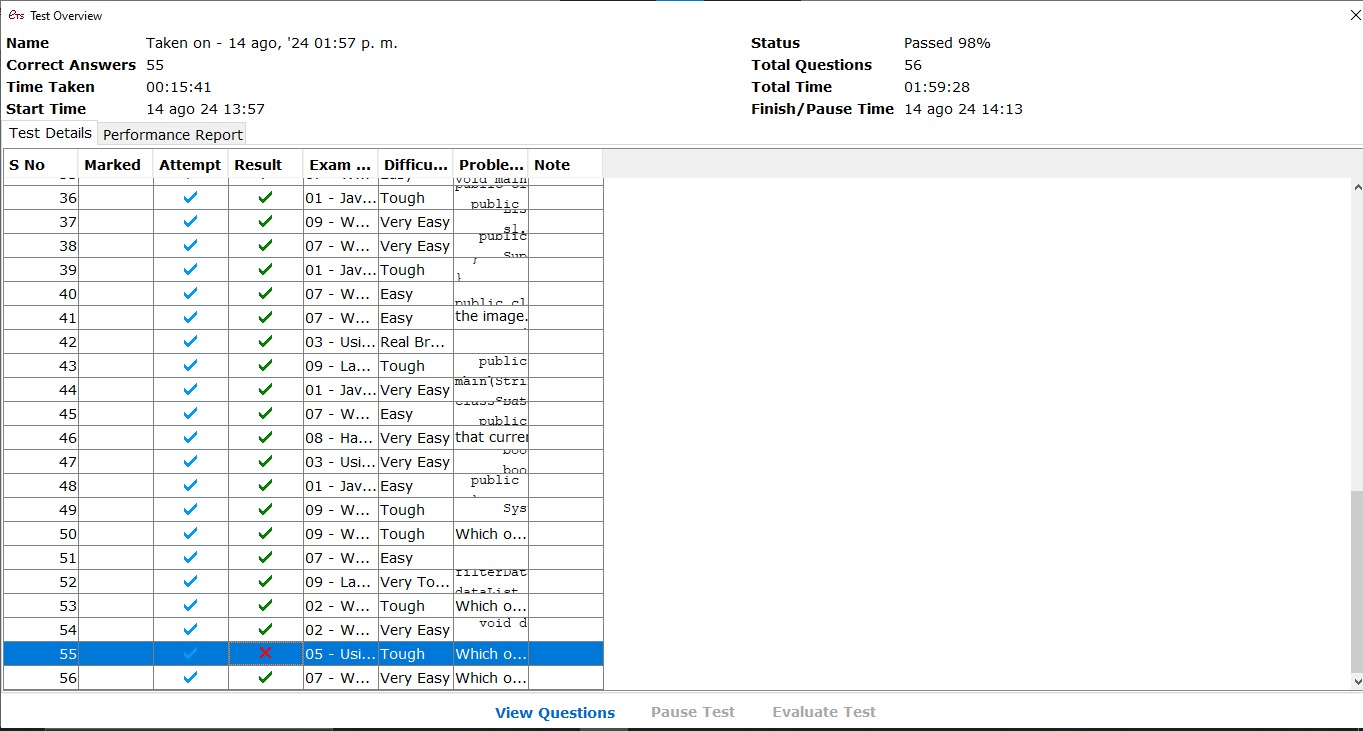 ETS Test Overview
Name Taken on - 14 ago, '24 01:57 p. m. Status Passed 98%
Correct Answers 55 Total Questions 56
Time Taken 00:15:41 Total Time 01:59:28
Start Time 14 ago 24 13:57 Finish/Pause Time 14 ago 24 14:13
Test Details Performance Report
S No Marked Attempt Result Exam ... Difficu... Proble... Note
void main
36 01 - Jav... Tough public
37 09 - W... Very Easy sl.
38 07 - W... Very Easy public
39 01 - Jav... Tough }
40 07 - W... Easy public cl
41 07 - W... Easy the image.
42 03 - Usi... Real Br...
43 09 - La... Tough public
44 01 - Jav... Very Easy main(Stri
45 07 - W... Easy public
46 08 - Ha... Very Easy that curren
47 03 - Usi... Very Easy boo
48 01 - Jav... Easy public
49 09 - W... Tough Sys
50 09 - W... Tough Which o...
51 07 - W... Easy
52 09 - La... Very To... filterDat
dataList
53 02 - W... Tough Which o...
54 02 - W... Very Easy void d
55 05 - Usi... Tough Which o...
56 07 - W... Very Easy Which o...
View Questions Pause Test Evaluate Test